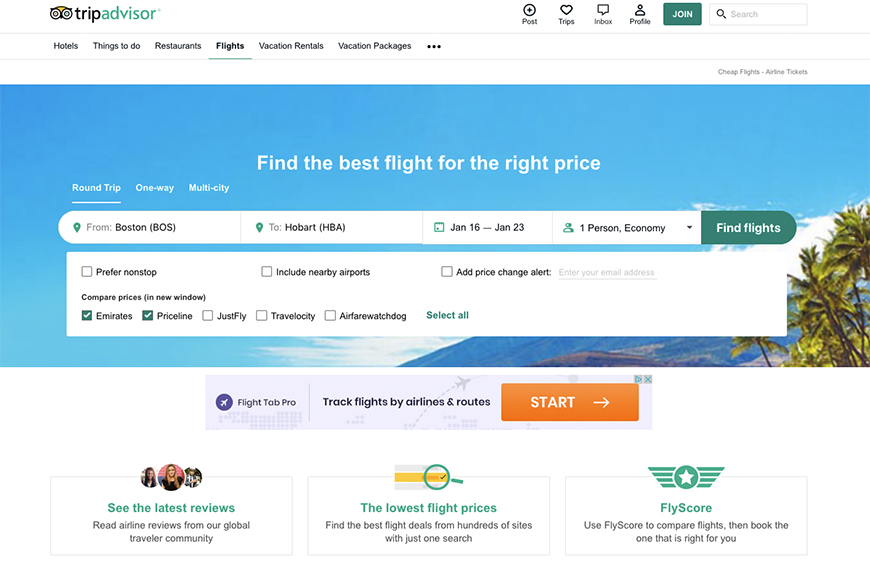 tripadvisor
Post
Trips
Inbox
Profile
JOIN
Search
Hotels
Things to do
Restaurants
Flights
Vacation Rentals
Vacation Packages
Cheap Flights - Airline Tickets
Find the best flight for the right price
Round Trip
One-way
Multi-city
From: Boston (BOS)
To: Hobart (HBA)
Jan 16 — Jan 23
1 Person, Economy
Find flights
Prefer nonstop
Include nearby airports
Add price change alert: Enter your email address
Compare prices (in new window)
Emirates
Priceline
JustFly
Travelocity
Airfarewatchdog
Select all
Flight Tab Pro
Track flights by airlines & routes
START
See the latest reviews
Read airline reviews from our global
traveler community
The lowest flight prices
Find the best flight deals from hundreds of sites
with just one search
FlyScore
Use FlyScore to compare flights, then book the
one that is right for you